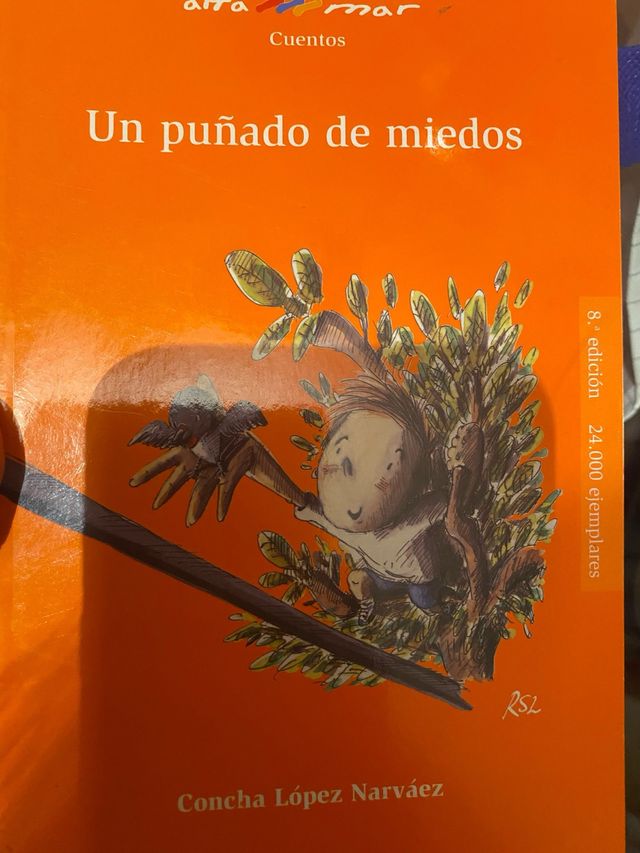 alta mar
Cuentos
Un puñado de miedos
8.ª edición 24.000 ejemplares
RSL
Concha López Narváez